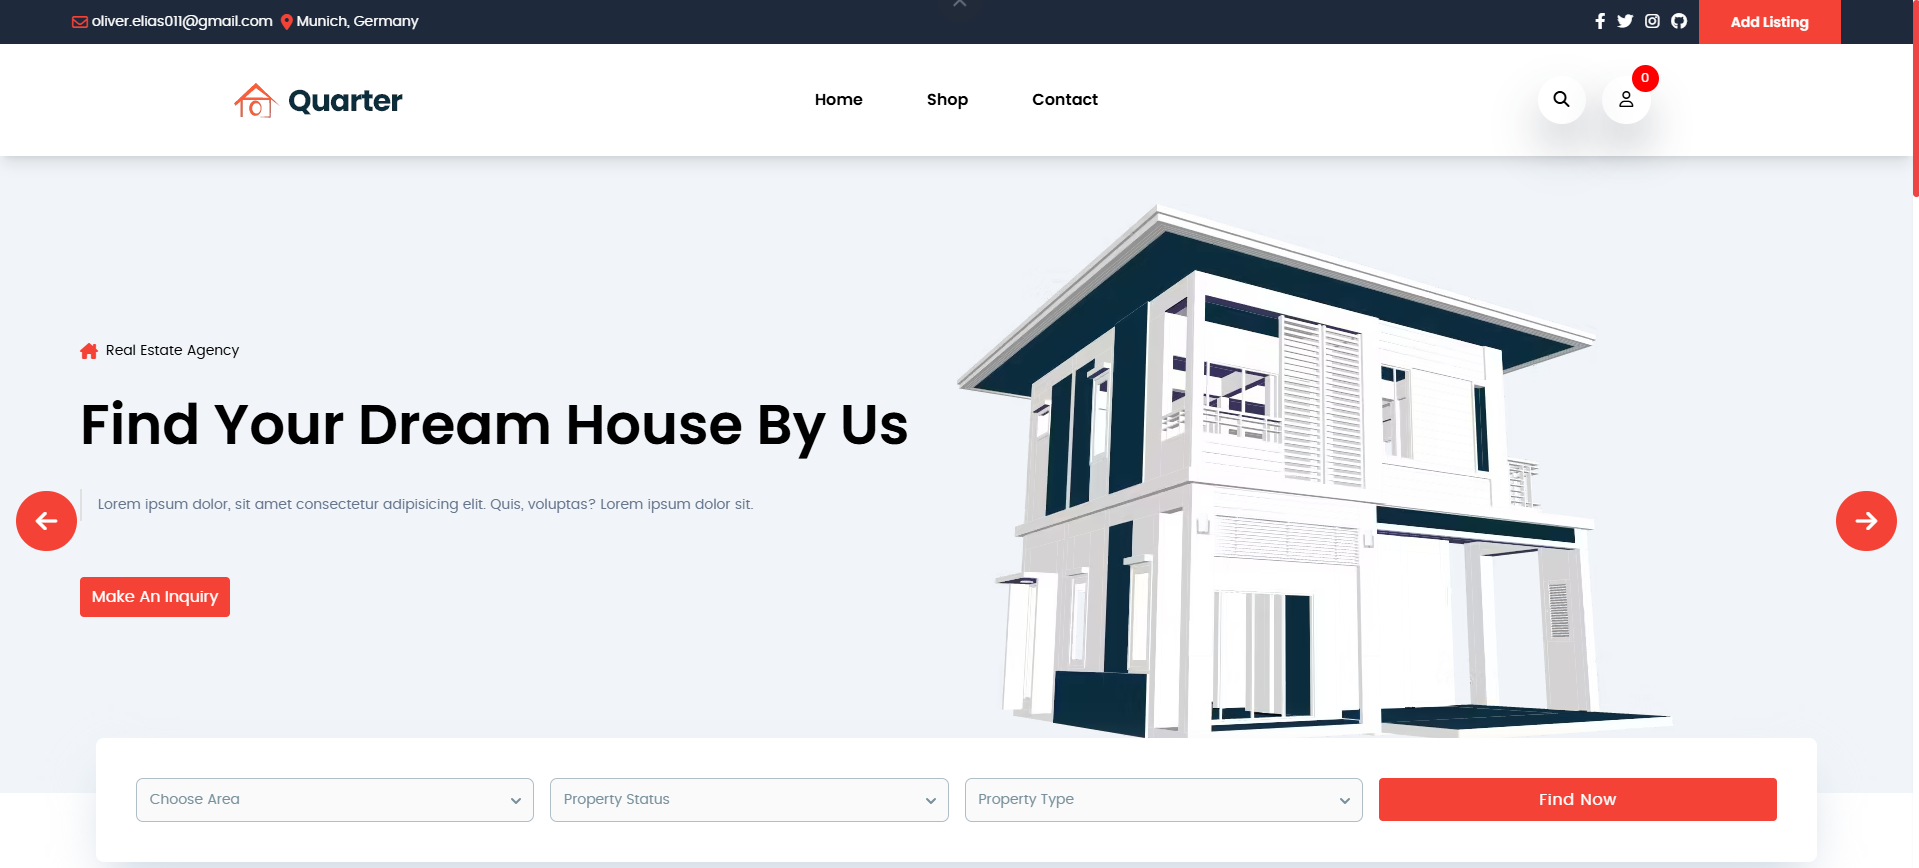 oliver.elias011@gmail.com Munich, Germany
Add Listing
Quarter
Home Shop Contact
0
Real Estate Agency
Find Your Dream House By Us
Lorem ipsum dolor, sit amet consectetur adipisicing elit. Quis, voluptas? Lorem ipsum dolor sit.
Make An Inquiry
Choose Area Property Status Property Type Find Now